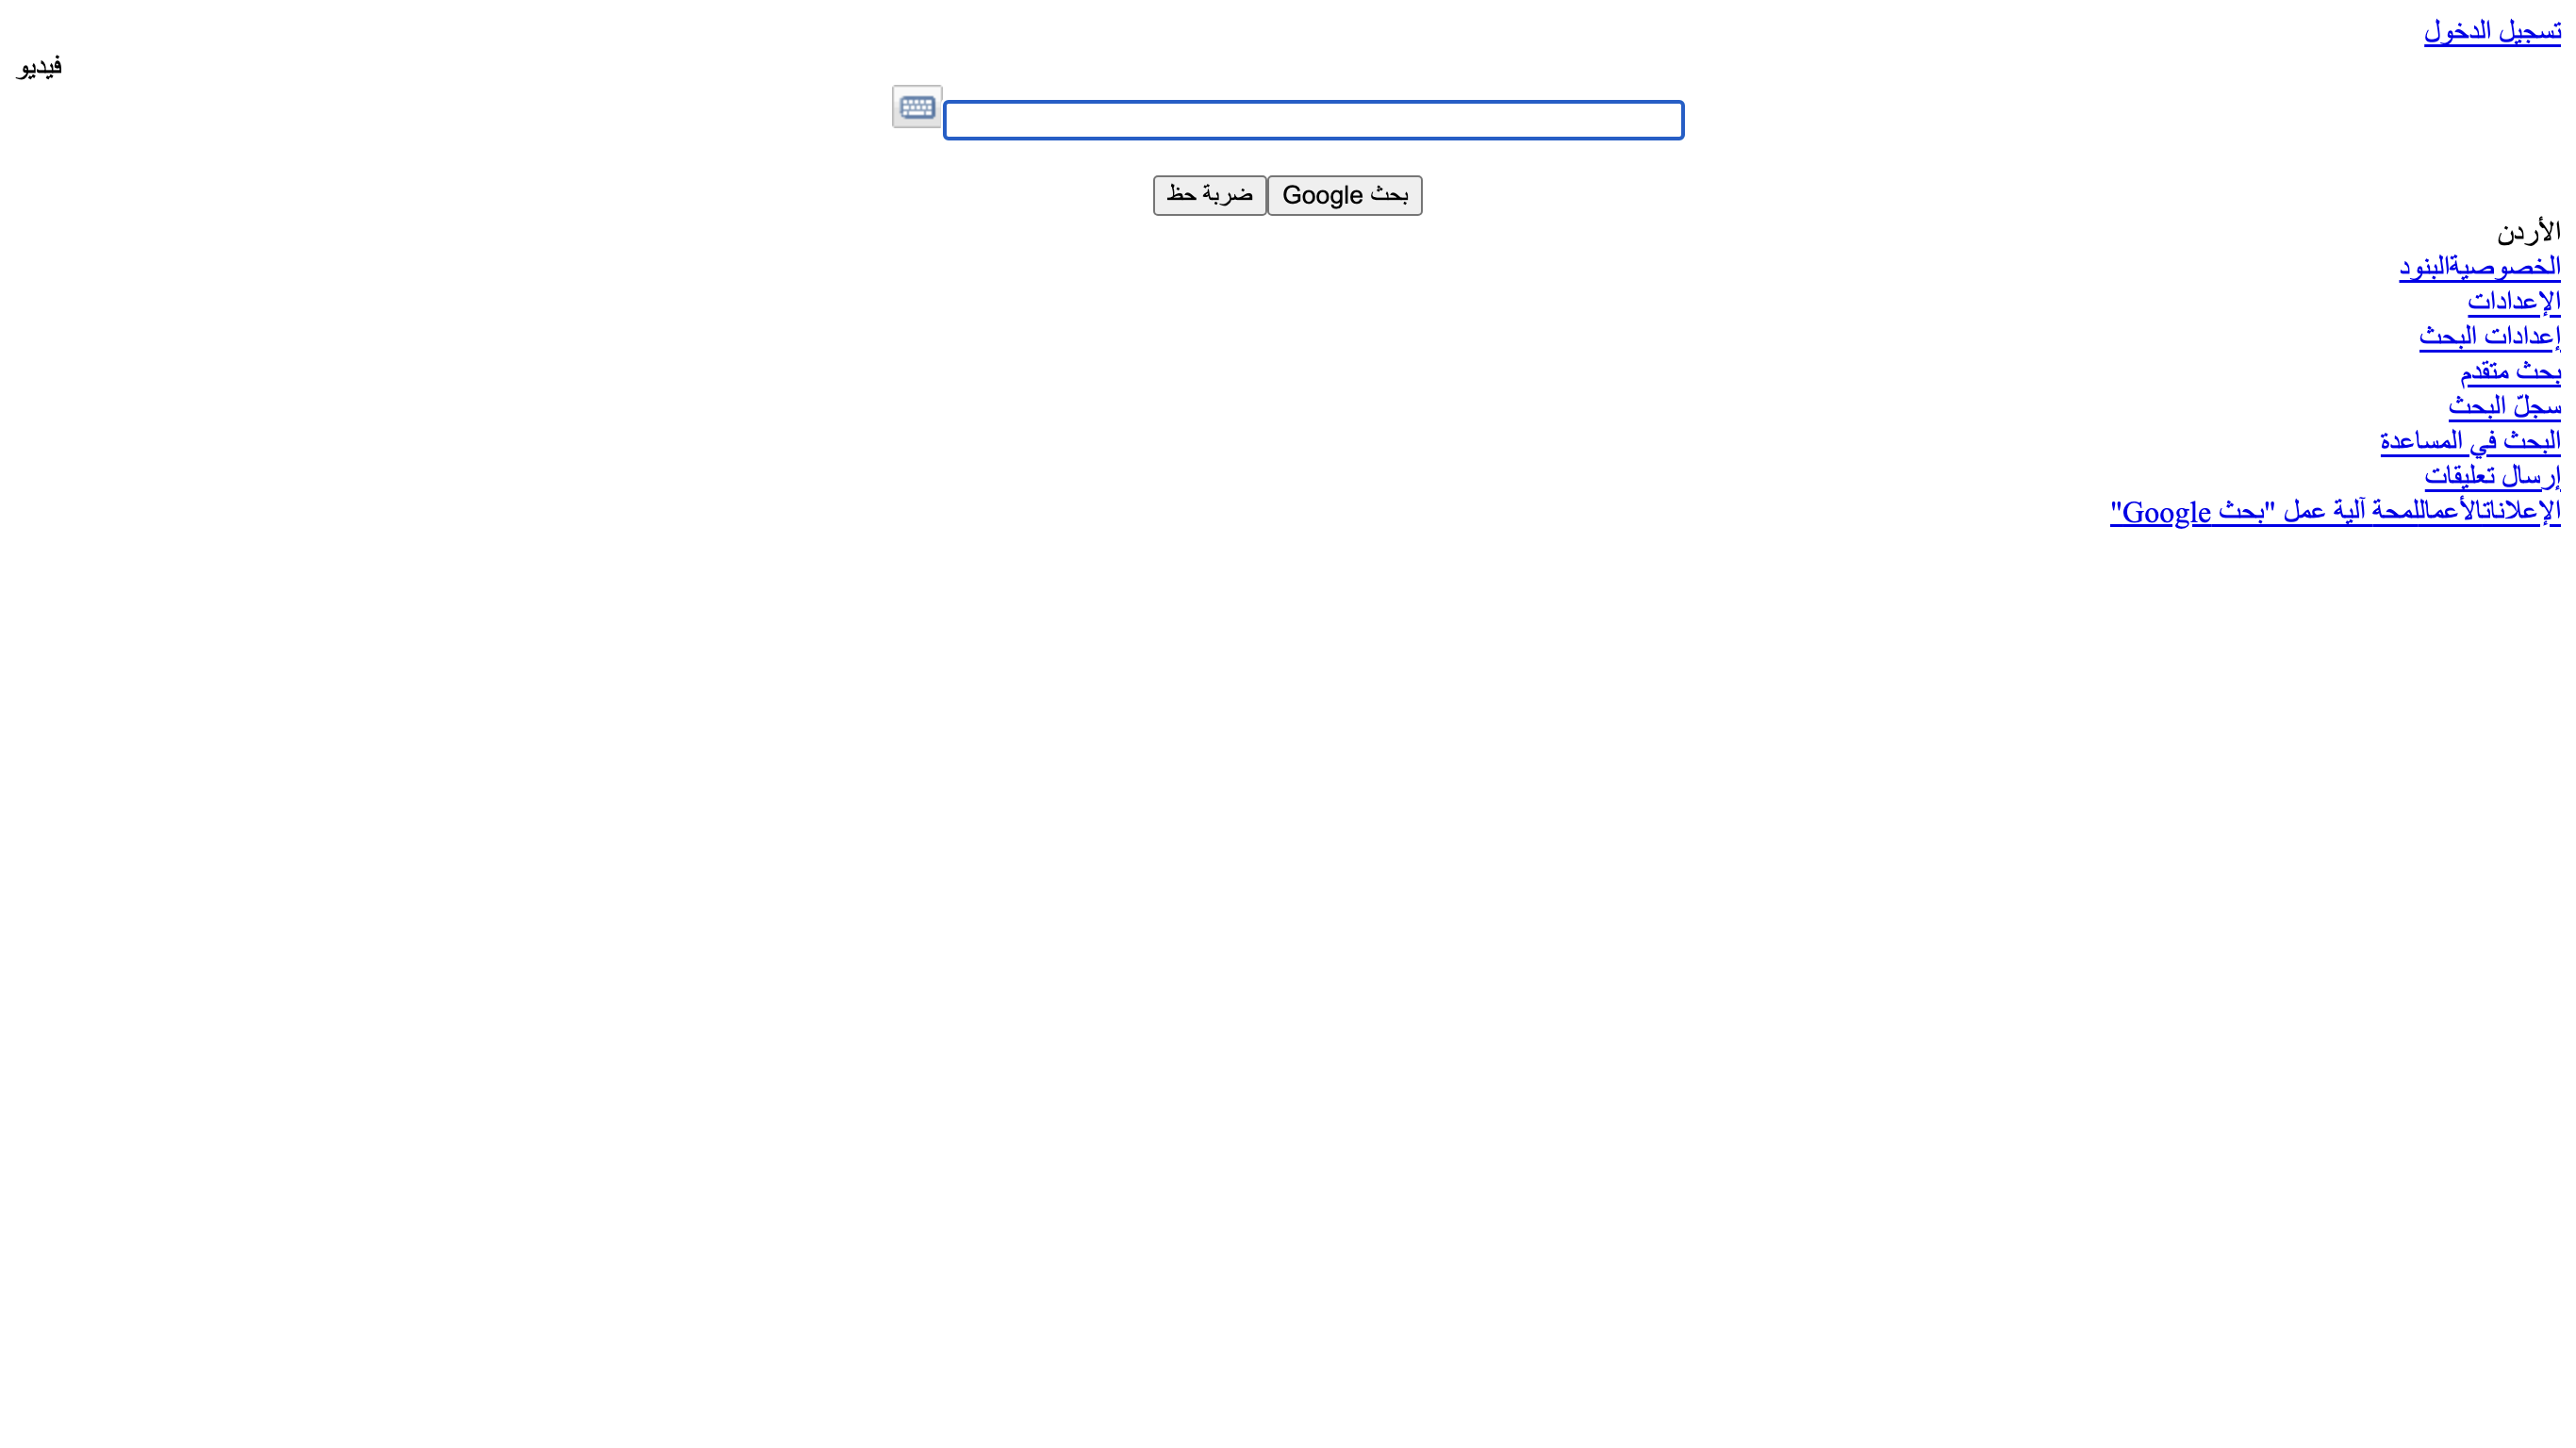 تسجيل الدخول
فيديو
بحث Google ضربة حظ
الأردن
الخصوصيةالبنود
الإعدادات
إعدادات البحث
بحث متقدم
سجلّ البحث
البحث في المساعدة
إرسال تعليقات
الإعلاناتالأعماللمحة آلية عمل "بحث Google"